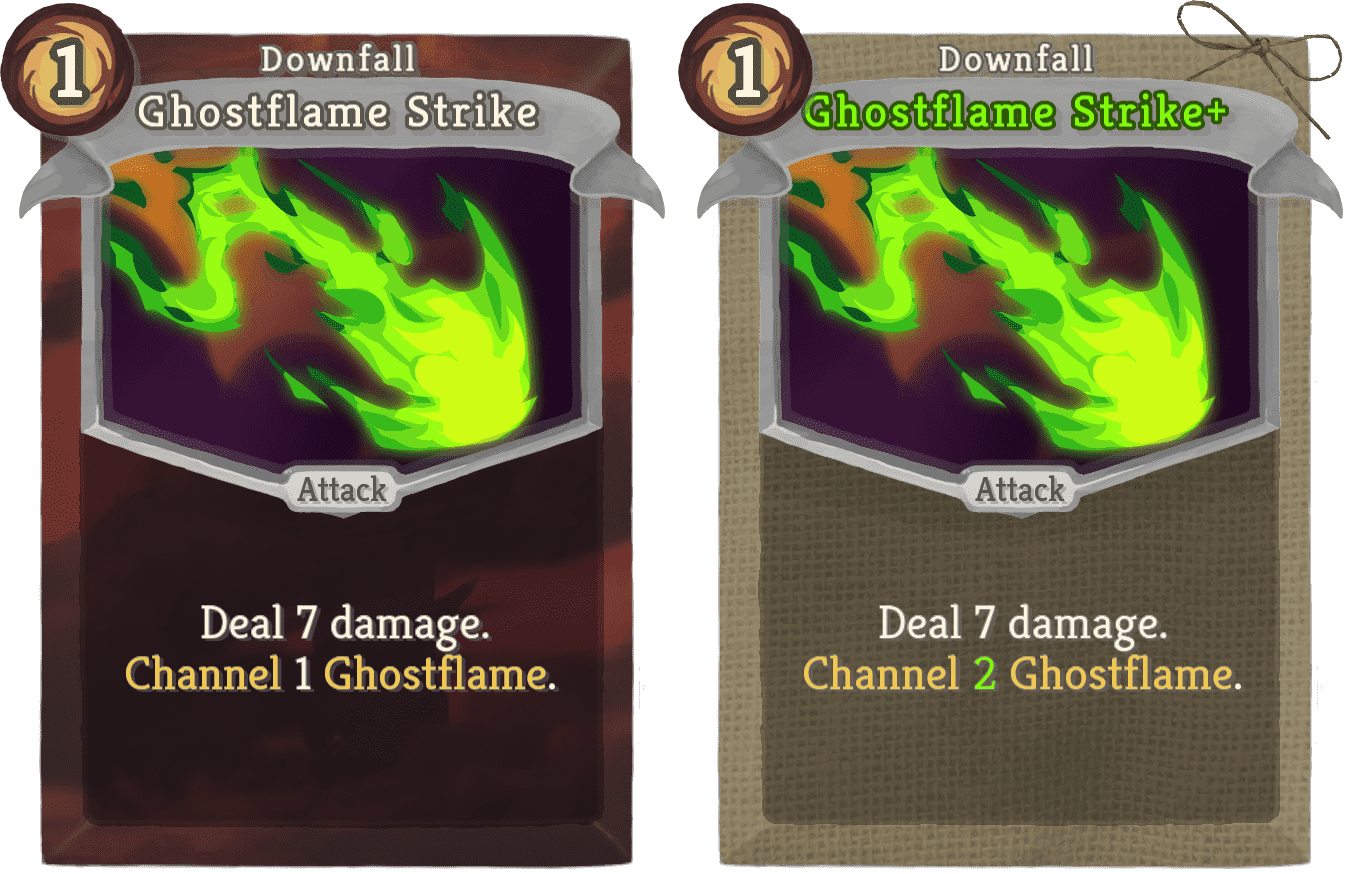 1
Downfall
Ghostflame Strike
Attack
Deal 7 damage.
Channel 1 Ghostflame.
1
Downfall
Ghostflame Strike+
Attack
Deal 7 damage.
Channel 2 Ghostflame.